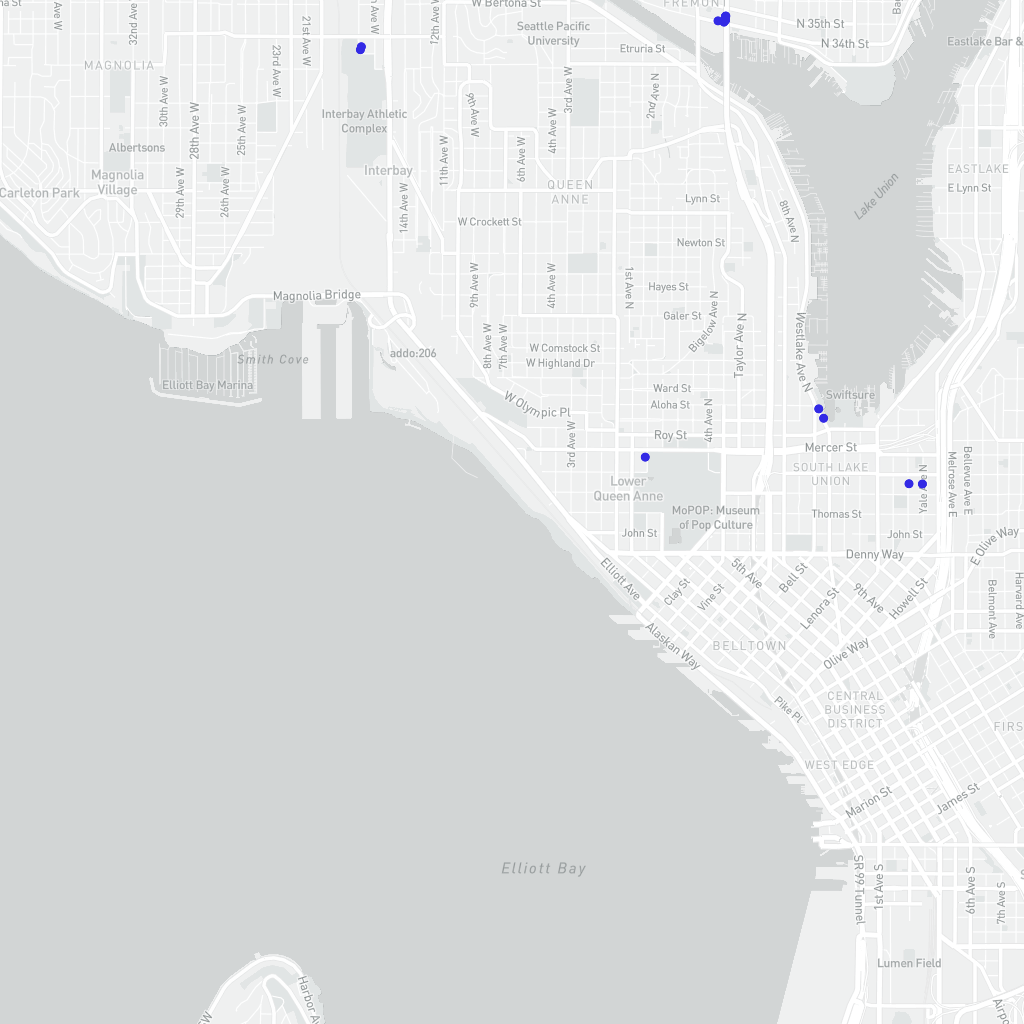 W Bertona St
FREMONT
32nd Ave W
21st Ave W
12th Ave W
Seattle Pacific
University
N 35th St
Etruria St
N 34th St
Eastlake Bar &
MAGNOLIA
23rd Ave W
30th Ave W
28th Ave W
25th Ave W
9th Ave W
3rd Ave W
2nd Ave N
Interbay Athletic
Complex
4th Ave W
Albertsons
11th Ave W
6th Ave W
Magnolia
Village
Interbay
EASTLAKE
Carleton Park
29th Ave W
26th Ave W
QUEEN
ANNE
E Lynn St
Lynn St
Lake Union
14th Ave W
W Crockett St
8th Ave N
Newton St
9th Ave W
4th Ave W
1st Ave N
Hayes St
Magnolia Bridge
Galer St
Bigelow Ave N
Taylor Ave N
Westlake Ave N
8th Ave W
7th Ave W
addo:206
W Comstock St
W Highland Dr
Smith Cove
Elliott Bay Marina
Ward St
Swiftsure
W Olympic Pl
Aloha St
4th Ave N
3rd Ave W
Roy St
Mercer St
Lower
Queen Anne
SOUTH LAKE
UNION
Yale Ave N
Melrose Ave E
Bellevue Ave E
MoPOP: Museum
of Pop Culture
Thomas St
John St
John St
Denny Way
E Olive Way
Elliott Ave
Clay St
Vine St
5th Ave
Bell St
Lenora St
9th Ave
Howell St
Belmont Ave
Harvard Ave
Alaskan Way
BELLTOWN
Olive Way
Pike Pl
CENTRAL
BUSINESS
DISTRICT
FIRS
WEST EDGE
Marion St
James St
Elliott Bay
SR 99 Tunnel
1st Ave S
6th Ave S
7th Ave S
Lumen Field
Harbor Av
SW
Airpo